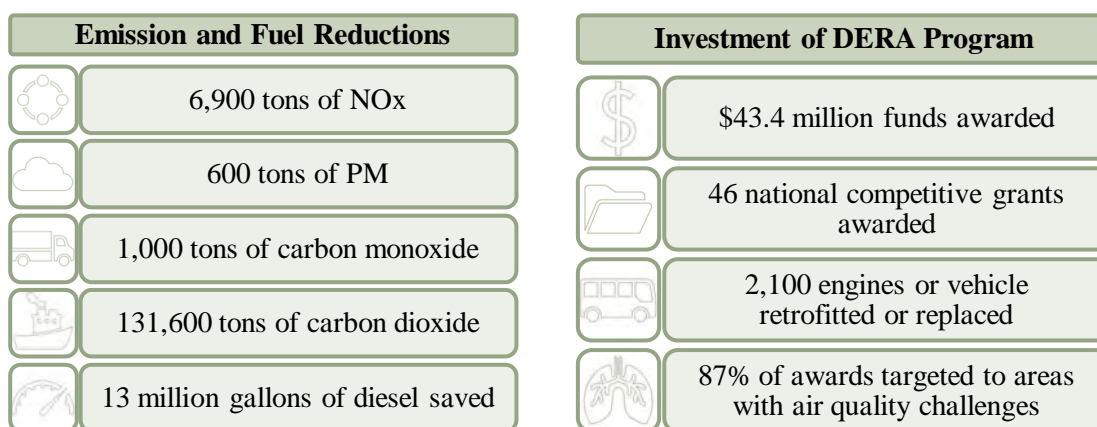 Emission and Fuel Reductions
6,900 tons of NOx
600 tons of PM
1,000 tons of carbon monoxide
131,600 tons of carbon dioxide
13 million gallons of diesel saved
Investment of DERA Program
$43.4 million funds awarded
46 national competitive grants
awarded
2,100 engines or vehicle
retrofitted or replaced
87% of awards targeted to areas
with air quality challenges